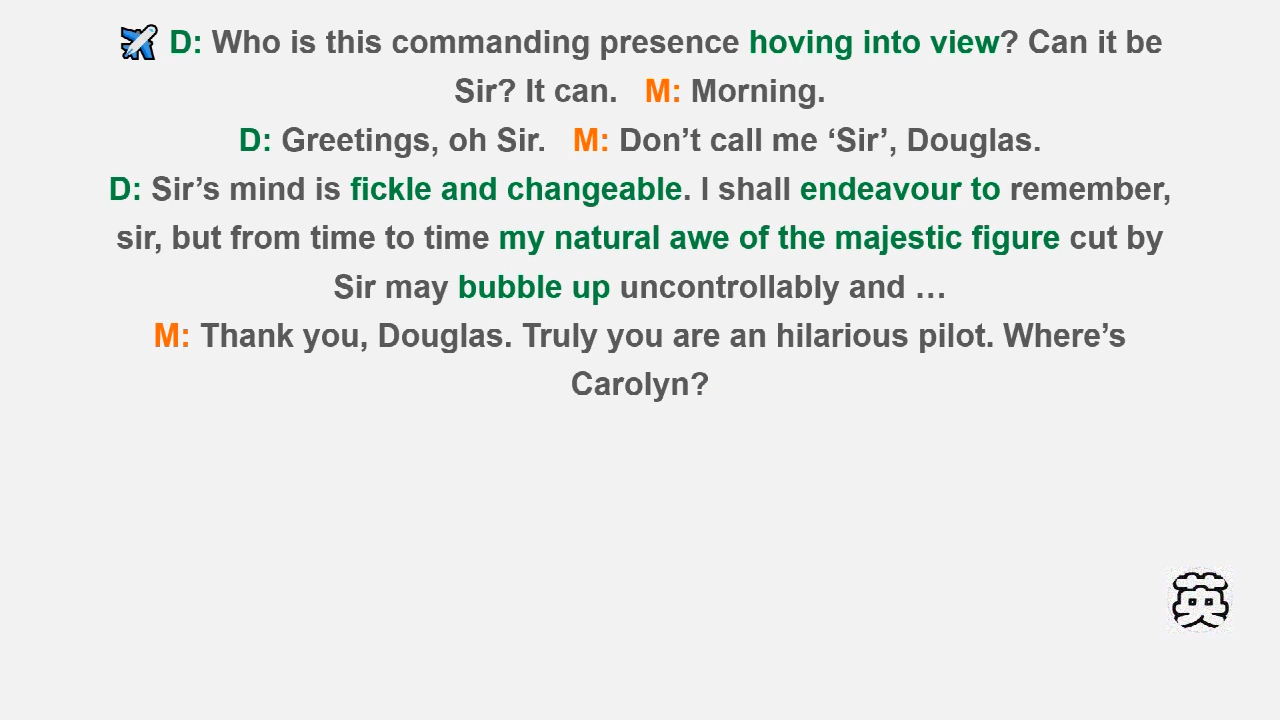 ✈️ D: Who is this commanding presence hoving into view? Can it be
Sir? It can. M: Morning.
D: Greetings, oh Sir. M: Don’t call me ‘Sir’, Douglas.
D: Sir’s mind is fickle and changeable. I shall endeavour to remember,
sir, but from time to time my natural awe of the majestic figure cut by
Sir may bubble up uncontrollably and …
M: Thank you, Douglas. Truly you are an hilarious pilot. Where’s
Carolyn?
英